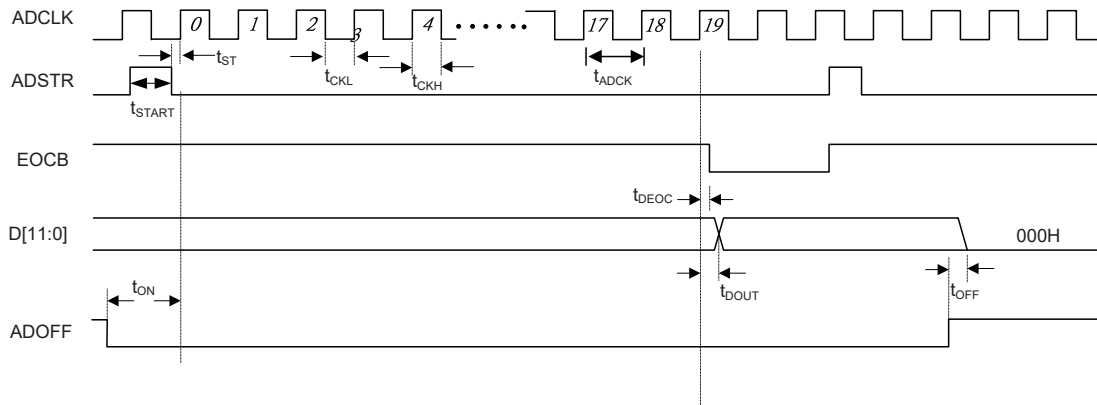 ADCLK 0 1 2 3 4 17 18 19
tST tCKL tCKH tADCK
ADSTR
tSTART
EOCB
tDEOC
D[11:0] 000H
tON tDOUT tOFF
ADOFF